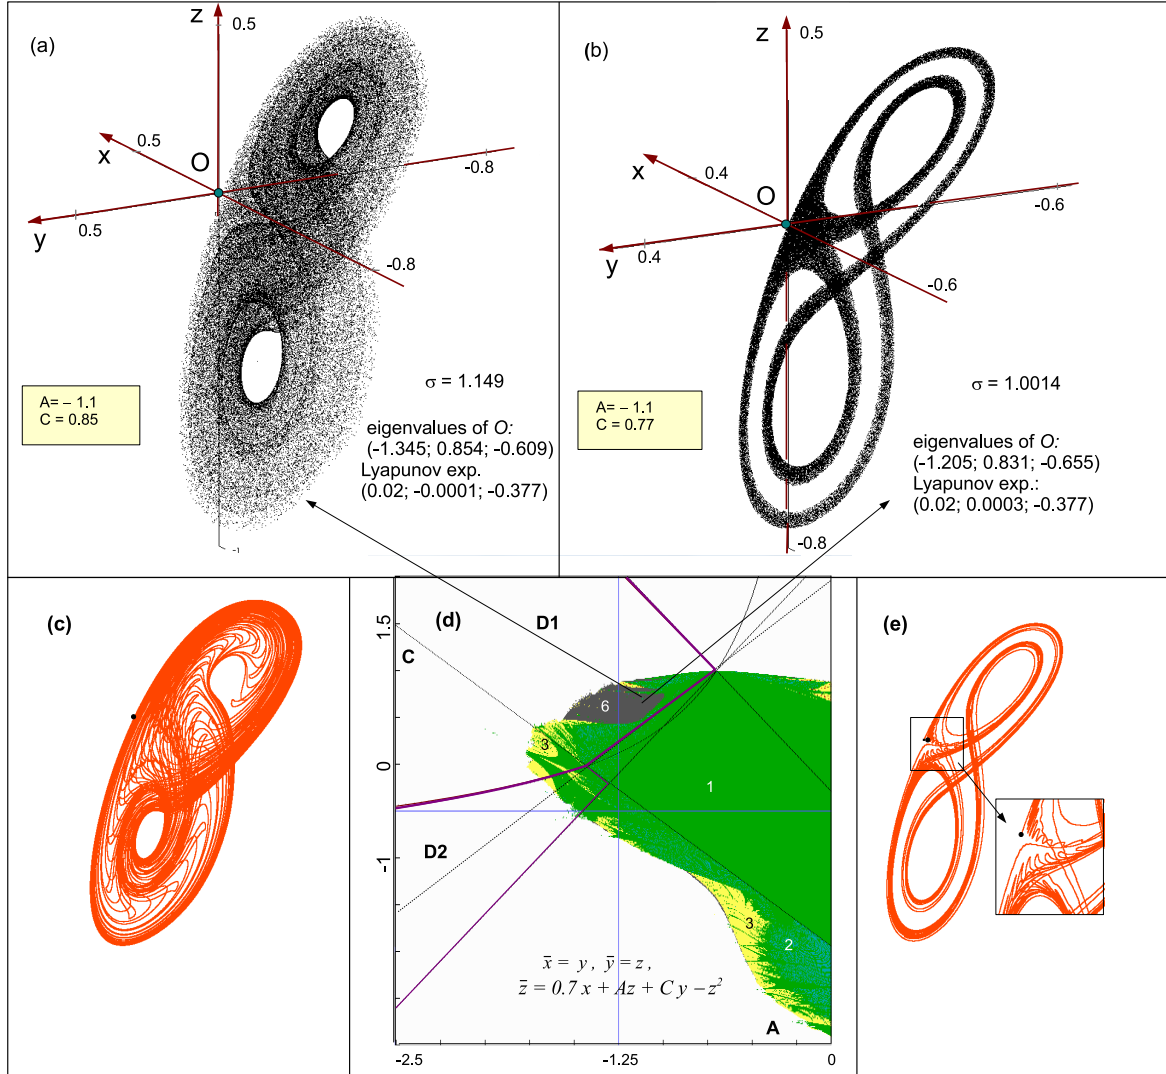 (a)
z
0.5
0.5
x
O
-0.8
y
0.5
-0.8
A= – 1.1
C = 0.85
σ = 1.149
eigenvalues of O:
(-1.345; 0.854; -0.609)
Lyapunov exp.
(0.02; -0.0001; -0.377)
-1
(b)
z
0.5
x
0.4
O
-0.6
y
0.4
-0.6
A= – 1.1
C = 0.77
σ = 1.0014
eigenvalues of O:
(-1.205; 0.831; -0.655)
Lyapunov exp.:
(0.02; 0.0003; -0.377)
-0.8
(c)
(d)
D1
1.5
C
6
3
0
1
D2
-1
3
2
x̄ = y , ȳ = z ,
z̄ = 0.7 x + Az + C y – z²
A
-2.5
-1.25
0
(e)